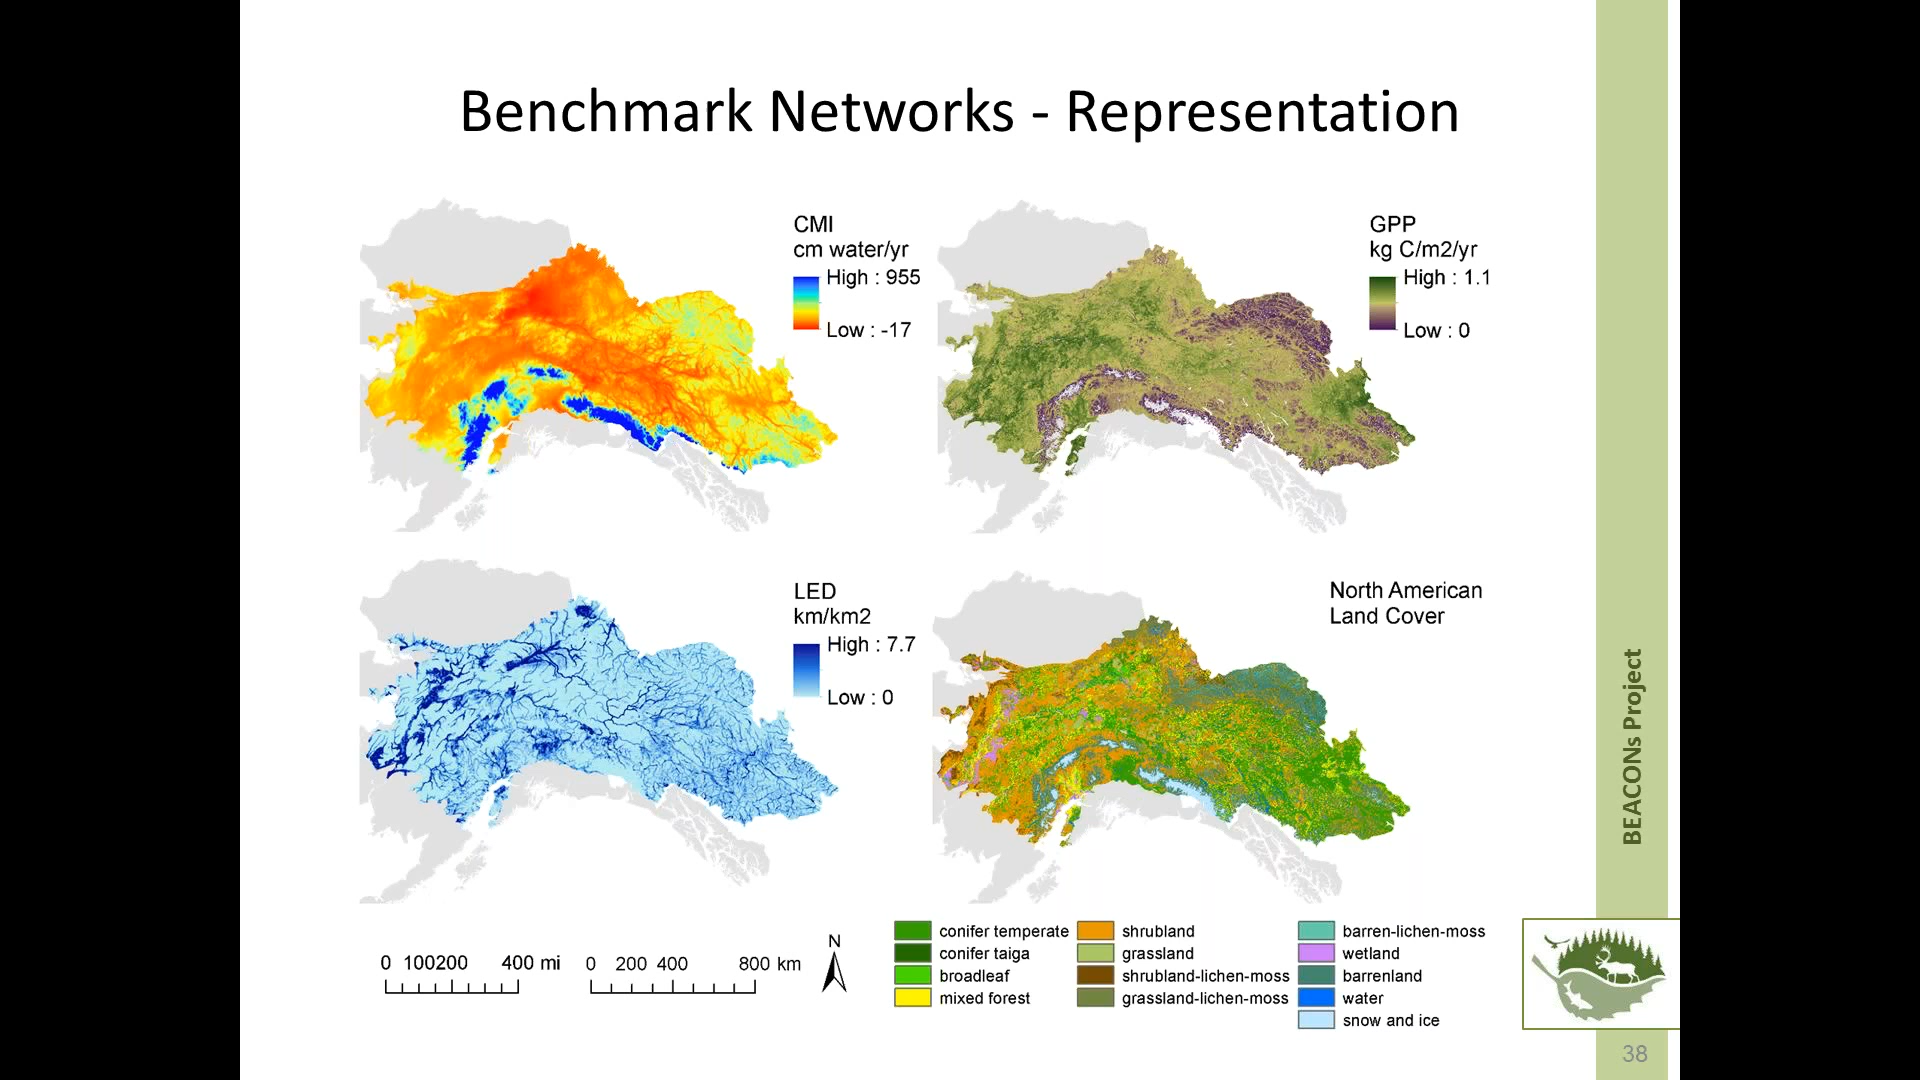 Benchmark Networks - Representation
CMI
cm water/yr
High : 955
Low : -17
GPP
kg C/m2/yr
High : 1.1
Low : 0
LED
km/km2
High : 7.7
Low : 0
North American
Land Cover
0 100200 400 mi
0 200 400 800 km
N
conifer temperate
conifer taiga
broadleaf
mixed forest
shrubland
grassland
shrubland-lichen-moss
grassland-lichen-moss
barren-lichen-moss
wetland
barrenland
water
snow and ice
BEACONs Project
38